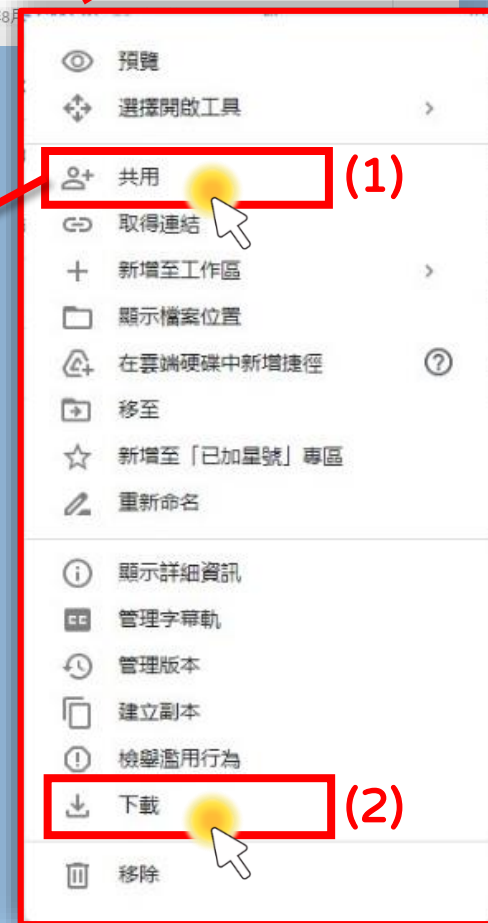 預覽
選擇開啟工具
共用
(1)
取得連結
新增至工作區
顯示檔案位置
在雲端硬碟中新增捷徑
移至
新增至「已加星號」專區
重新命名
顯示詳細資訊
管理字幕軌
管理版本
建立副本
檢舉濫用行為
下載
(2)
移除